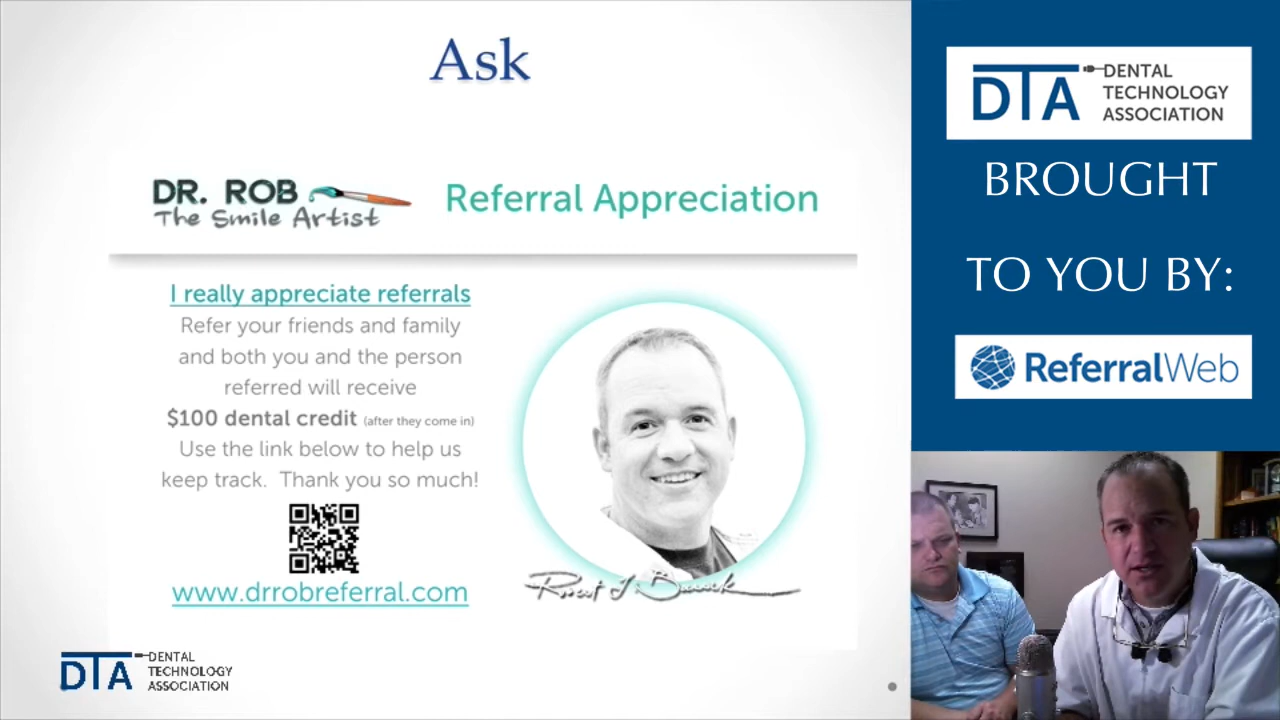 Ask
DR. ROB
The Smile Artist
Referral Appreciation
I really appreciate referrals
Refer your friends and family
and both you and the person
referred will receive
$100 dental credit (after they come in)
Use the link below to help us
keep track. Thank you so much!
www.drrobreferral.com
DTA DENTAL
TECHNOLOGY
ASSOCIATION
DTA DENTAL
TECHNOLOGY
ASSOCIATION
BROUGHT
TO YOU BY:
ReferralWeb